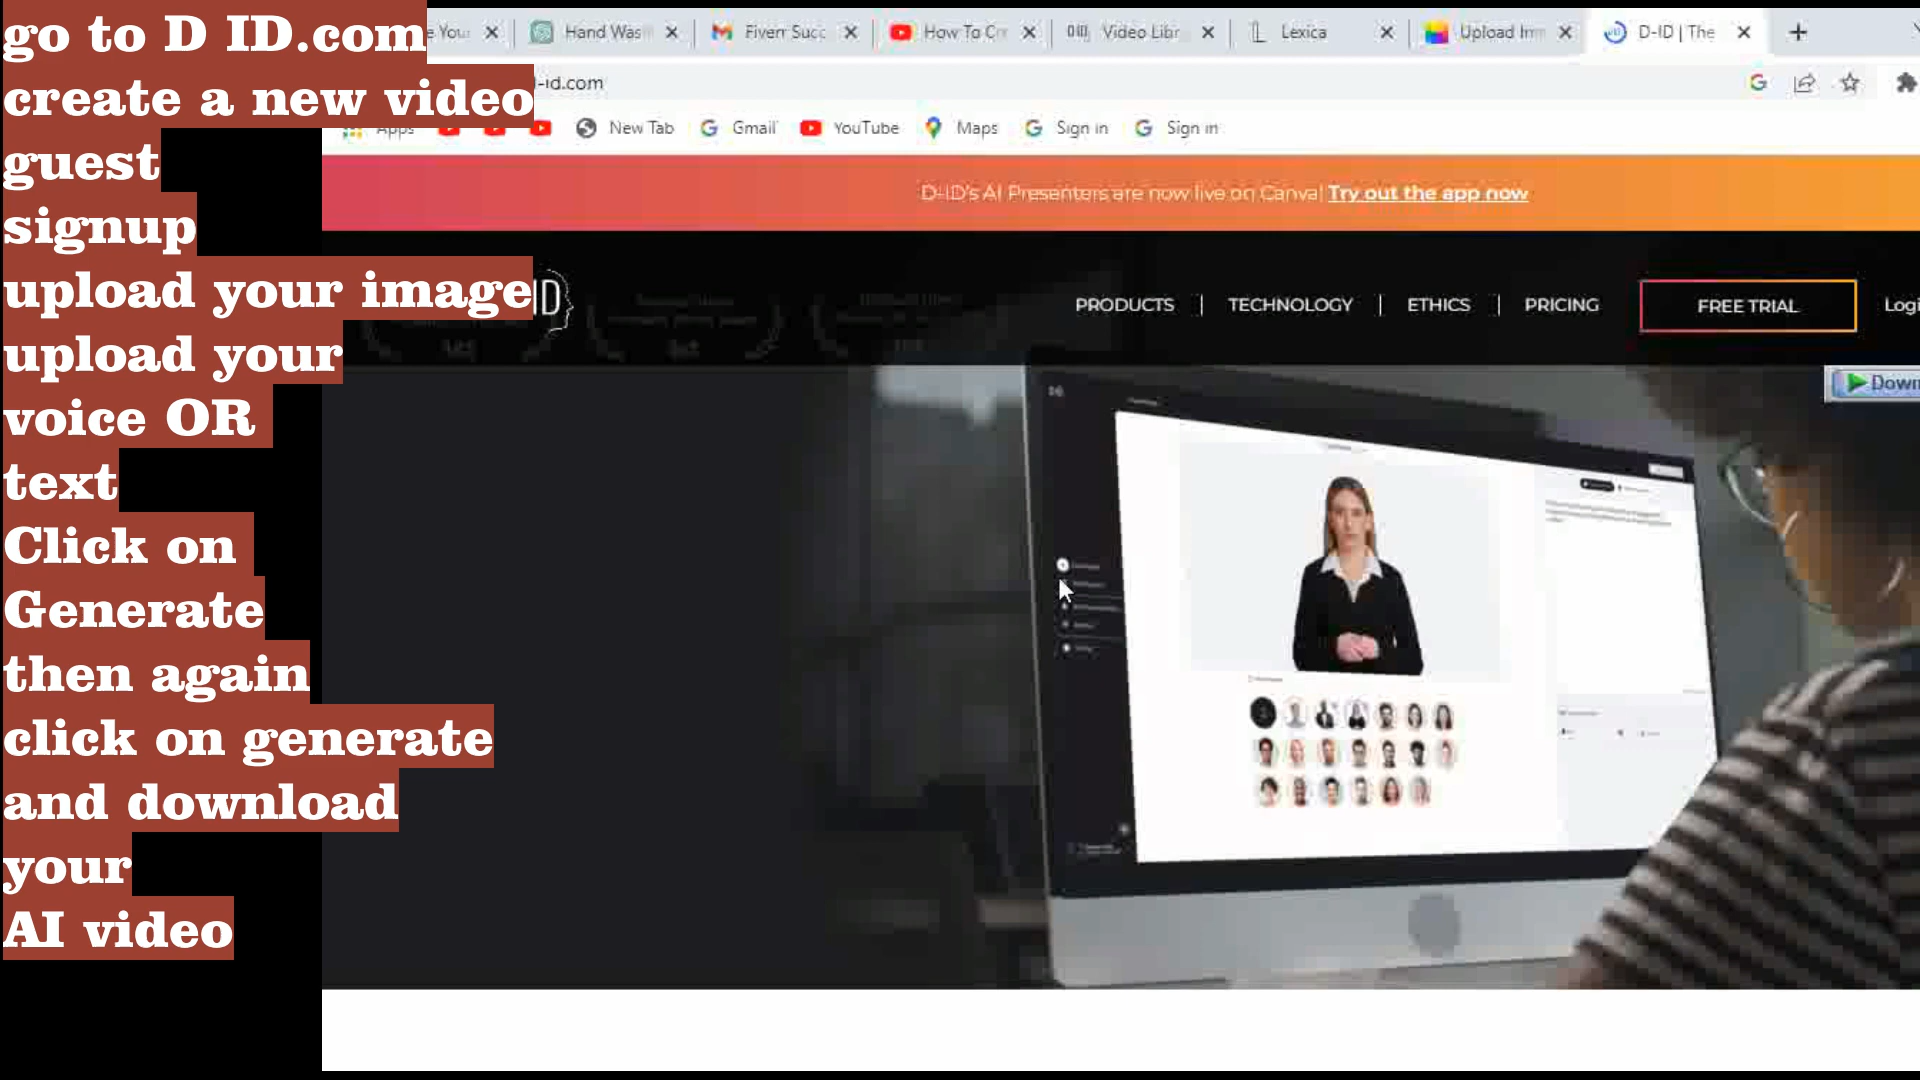 go to D ID.com
create a new video
guest
signup
upload your image
upload your
voice OR
text
Click on
Generate
then again
click on generate
and download
your
AI video
Hand Was
Fiverr Succ
How To Cr
Video Libr
Lexica
Upload Im
D-ID | The
-id.com
Apps
New Tab
Gmail
YouTube
Maps
Sign in
Sign in
D-ID's AI Presenters are now live on Canva! Try out the app now
ID
PRODUCTS | TECHNOLOGY | ETHICS | PRICING
FREE TRIAL
Logi
Down